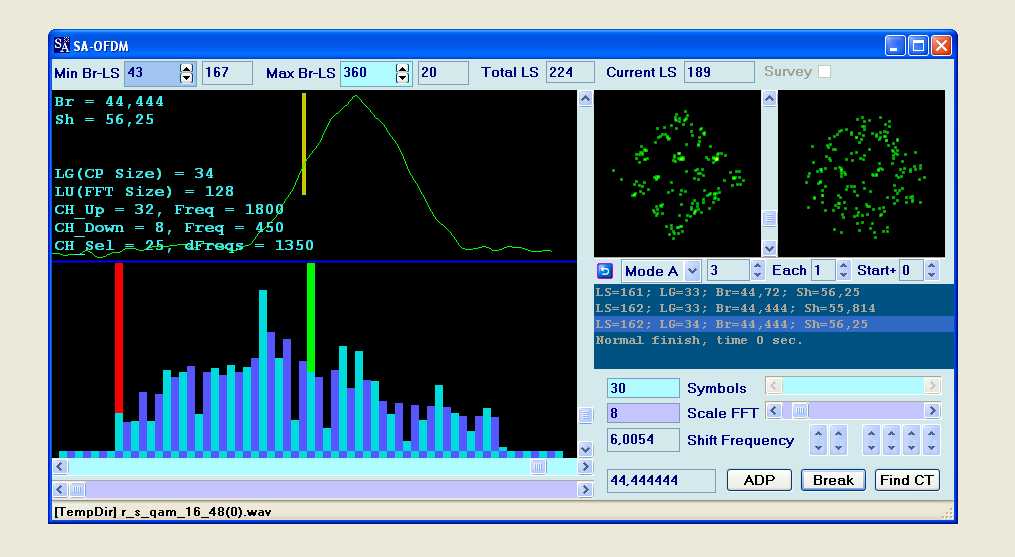 SA SA-OFDM
Min Br-LS 43 167 Max Br-LS 360 20 Total LS 224 Current LS 189 Survey
Br = 44,444
Sh = 56,25
LG(CP Size) = 34
LU(FFT Size) = 128
CH_Up = 32, Freq = 1800
CH_Down = 8, Freq = 450
CH_Sel = 25, dFreqs = 1350
Mode A 3 Each 1 Start+ 0
LS=161; LG=33; Br=44,72; Sh=56,25
LS=162; LG=33; Br=44,444; Sh=55,814
LS=162; LG=34; Br=44,444; Sh=56,25
Normal finish, time 0 sec.
30 Symbols
8 Scale FFT
6,0054 Shift Frequency
44,444444 ADP Break Find CT
[TempDir] r_s_qam_16_48(0).wav